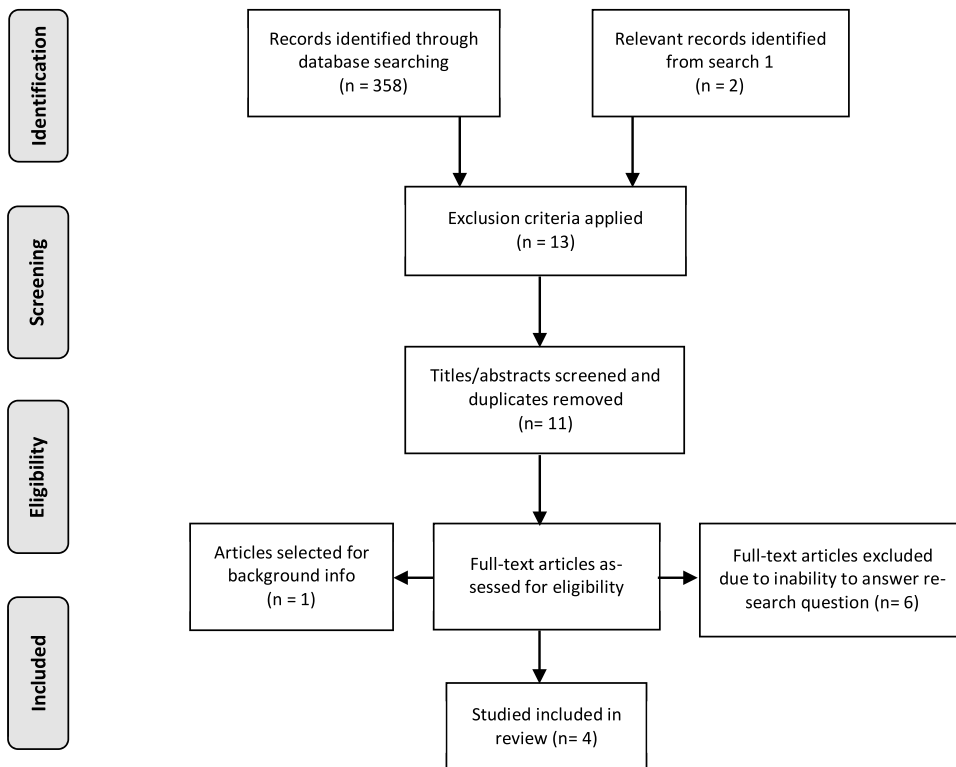 Identification
Records identified through
database searching
(n = 358)
Relevant records identified
from search 1
(n = 2)
Screening
Exclusion criteria applied
(n = 13)
Titles/abstracts screened and
duplicates removed
(n= 11)
Eligibility
Articles selected for
background info
(n = 1)
Full-text articles as-
sessed for eligibility
Full-text articles excluded
due to inability to answer re-
search question (n= 6)
Included
Studied included in
review (n= 4)